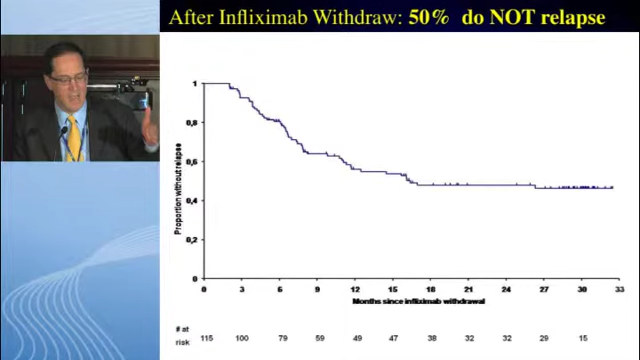 After Infliximab Withdraw: 50% do NOT relapse
Proportion without relapse
1
0,8
0,6
0,4
0,2
0
0 3 6 9 12 15 18 21 24 27 30 33
Months since infliximab withdrawal
# at
risk
115 100 79 59 49 47 38 32 32 29 15